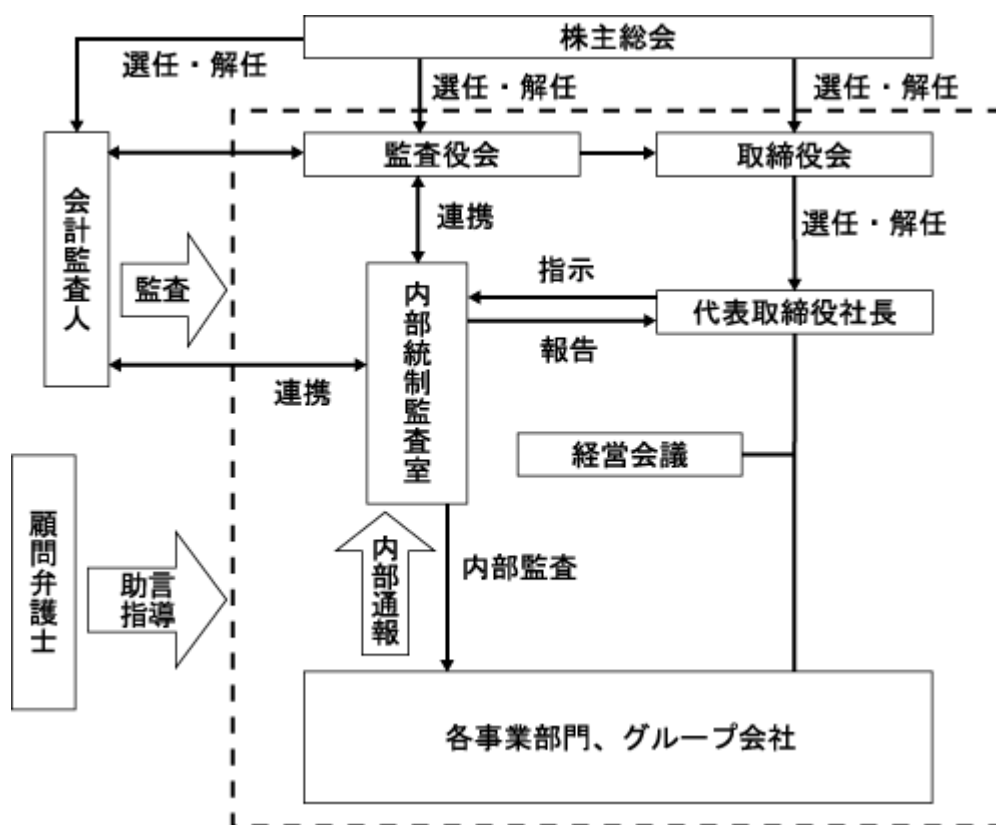 株主総会
選任・解任
選任・解任
選任・解任
監査役会
取締役会
会計監査人
連携
選任・解任
監査
内部統制監査室
指示
代表取締役社長
報告
連携
経営会議
顧問弁護士
助言
指導
内部通報
内部監査
各事業部門、グループ会社